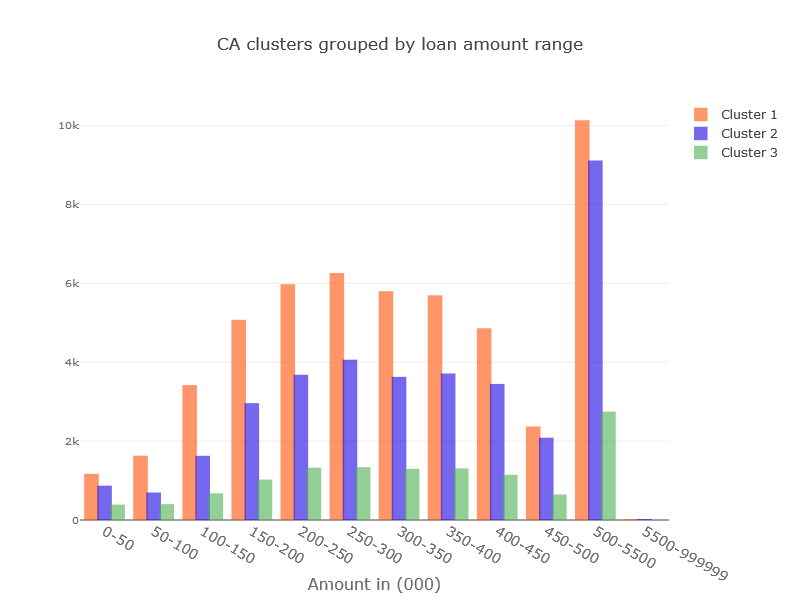 CA clusters grouped by loan amount range
Cluster 1
Cluster 2
Cluster 3
10k
8k
6k
4k
2k
0
0-50
50-100
100-150
150-200
200-250
250-300
300-350
350-400
400-450
450-500
500-5500
5500-999999
Amount in (000)